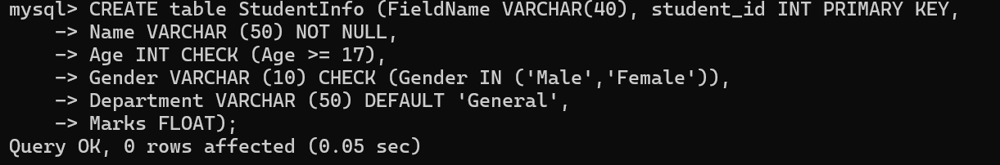 mysql> CREATE table StudentInfo (FieldName VARCHAR(40), student_id INT PRIMARY KEY,
    -> Name VARCHAR (50) NOT NULL,
    -> Age INT CHECK (Age >= 17),
    -> Gender VARCHAR (10) CHECK (Gender IN ('Male','Female')),
    -> Department VARCHAR (50) DEFAULT 'General',
    -> Marks FLOAT);
Query OK, 0 rows affected (0.05 sec)